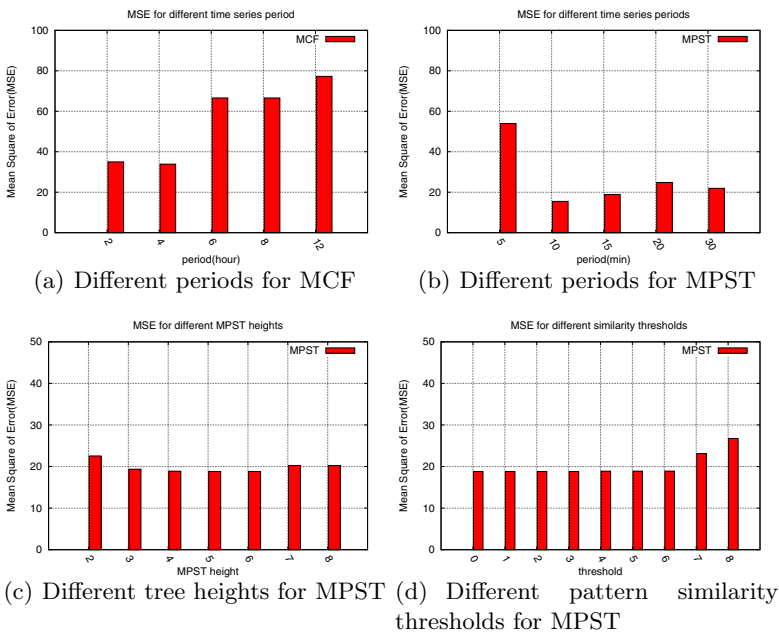 MSE for different time series period
MCF
100
80
60
40
20
0
Mean Square of Error(MSE)
2 4 6 8 12
period(hour)
(a) Different periods for MCF
MSE for different time series periods
MPST
100
80
60
40
20
0
Mean Square of Error(MSE)
5 10 15 20 30
period(min)
(b) Different periods for MPST
MSE for different MPST heights
MPST
50
40
30
20
10
0
Mean Square of Error(MSE)
2 3 4 5 6 7 8
MPST height
(c) Different tree heights for MPST
MSE for different similarity thresholds
MPST
50
40
30
20
10
0
Mean Square of Error(MSE)
0 1 2 3 4 5 6 7 8
threshold
(d) Different pattern similarity
thresholds for MPST